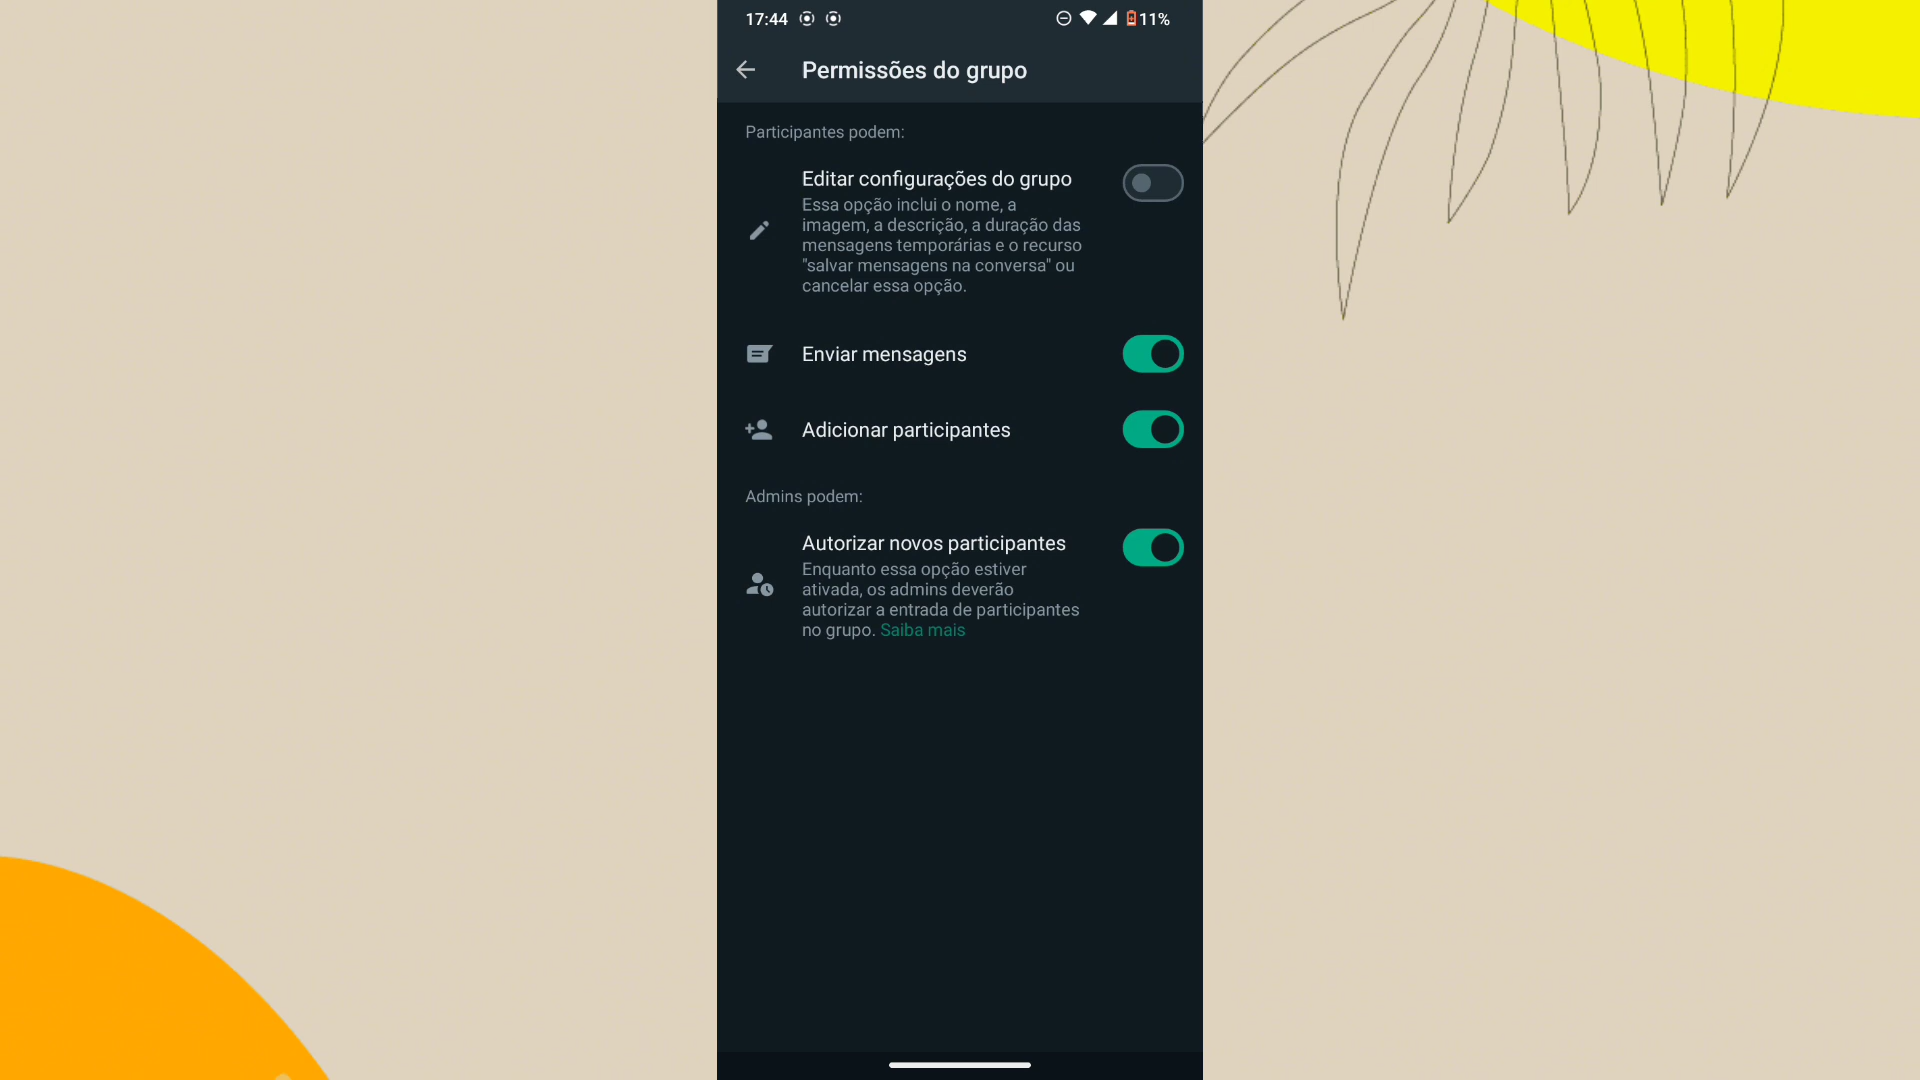 17:44
11%
Permissões do grupo
Participantes podem:
Editar configurações do grupo
Essa opção inclui o nome, a
imagem, a descrição, a duração das
mensagens temporárias e o recurso
"salvar mensagens na conversa" ou
cancelar essa opção.
Enviar mensagens
Adicionar participantes
Admins podem:
Autorizar novos participantes
Enquanto essa opção estiver
ativada, os admins deverão
autorizar a entrada de participantes
no grupo. Saiba mais